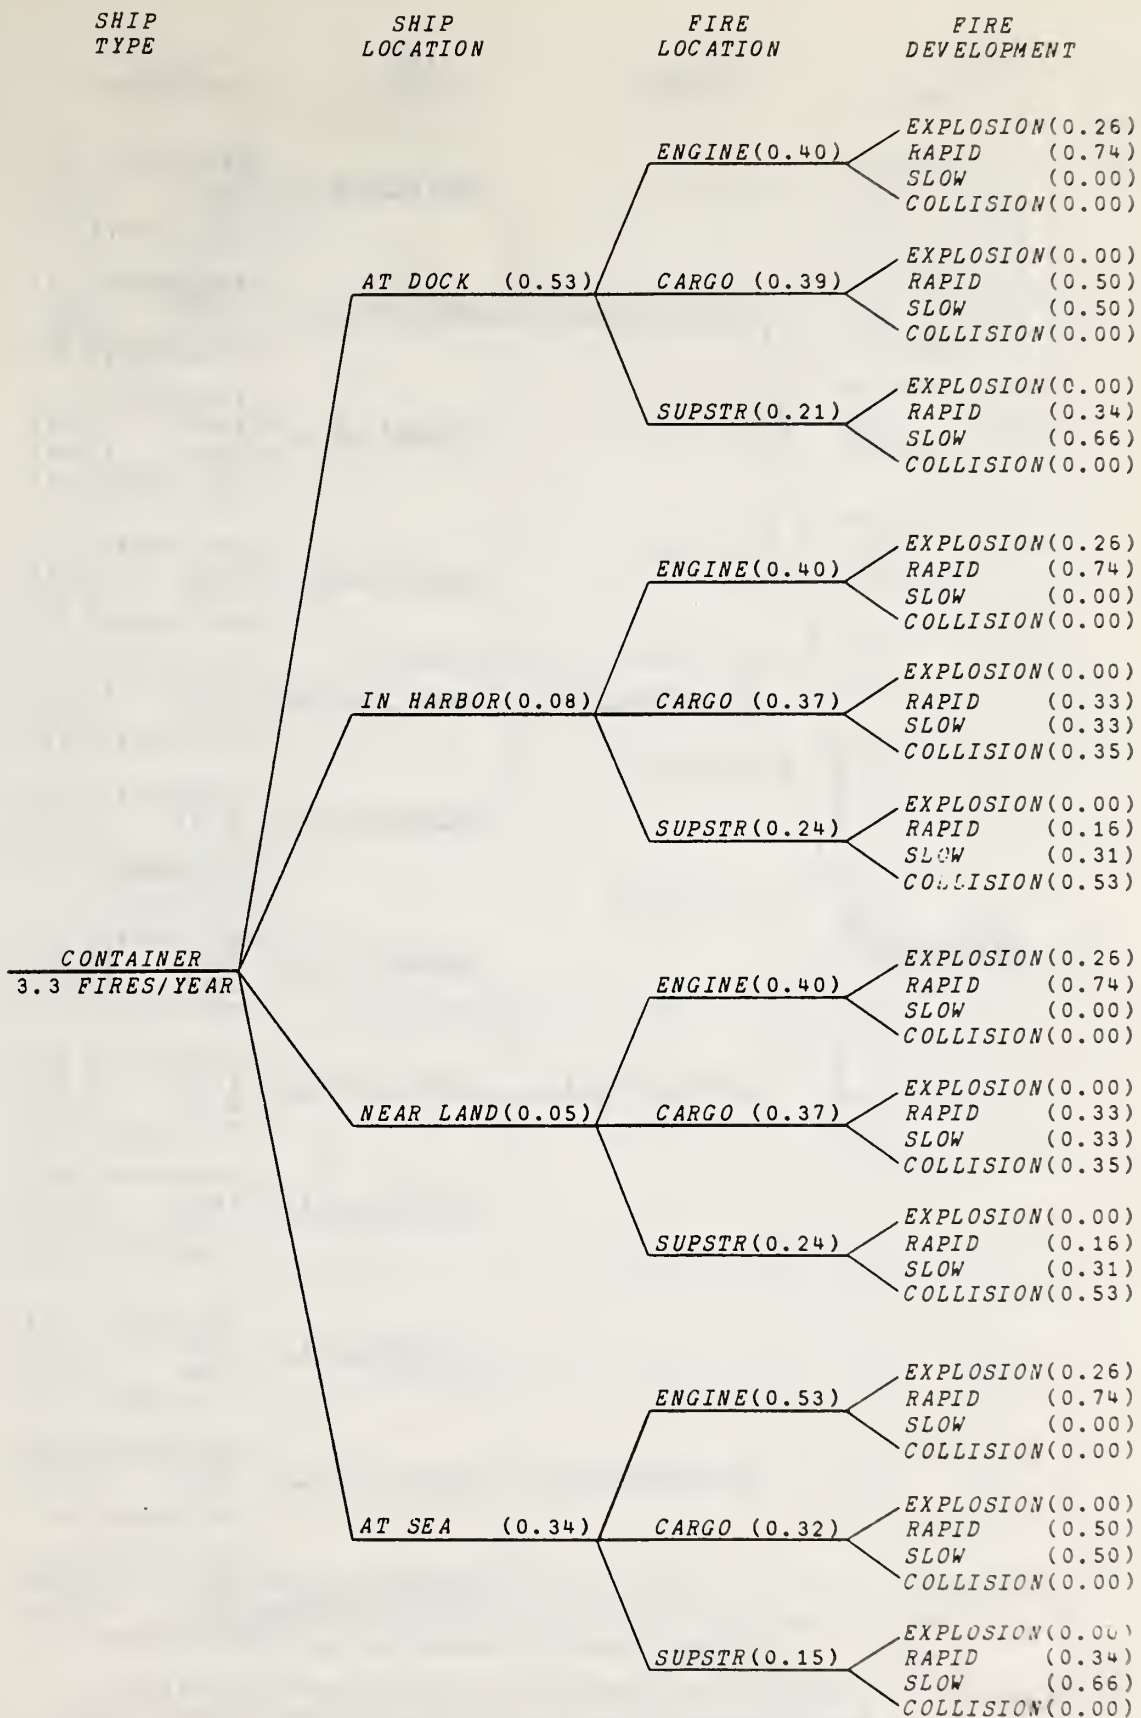 SHIP TYPE
SHIP LOCATION
FIRE LOCATION
FIRE DEVELOPMENT
CONTAINER
3.3 FIRES/YEAR
AT DOCK (0.53)
ENGINE(0.40)
EXPLOSION(0.26)
RAPID (0.74)
SLOW (0.00)
COLLISION(0.00)
CARGO (0.39)
EXPLOSION(0.00)
RAPID (0.50)
SLOW (0.50)
COLLISION(0.00)
SUPSTR(0.21)
EXPLOSION(0.00)
RAPID (0.34)
SLOW (0.66)
COLLISION(0.00)
IN HARBOR(0.08)
ENGINE(0.40)
EXPLOSION(0.26)
RAPID (0.74)
SLOW (0.00)
COLLISION(0.00)
CARGO (0.37)
EXPLOSION(0.00)
RAPID (0.33)
SLOW (0.33)
COLLISION(0.35)
SUPSTR(0.24)
EXPLOSION(0.00)
RAPID (0.16)
SLOW (0.31)
COLLISION(0.53)
NEAR LAND(0.05)
ENGINE(0.40)
EXPLOSION(0.26)
RAPID (0.74)
SLOW (0.00)
COLLISION(0.00)
CARGO (0.37)
EXPLOSION(0.00)
RAPID (0.33)
SLOW (0.33)
COLLISION(0.35)
SUPSTR(0.24)
EXPLOSION(0.00)
RAPID (0.16)
SLOW (0.31)
COLLISION(0.53)
AT SEA (0.34)
ENGINE(0.53)
EXPLOSION(0.26)
RAPID (0.74)
SLOW (0.00)
COLLISION(0.00)
CARGO (0.32)
EXPLOSION(0.00)
RAPID (0.50)
SLOW (0.50)
COLLISION(0.00)
SUPSTR(0.15)
EXPLOSION(0.00)
RAPID (0.34)
SLOW (0.66)
COLLISION(0.00)